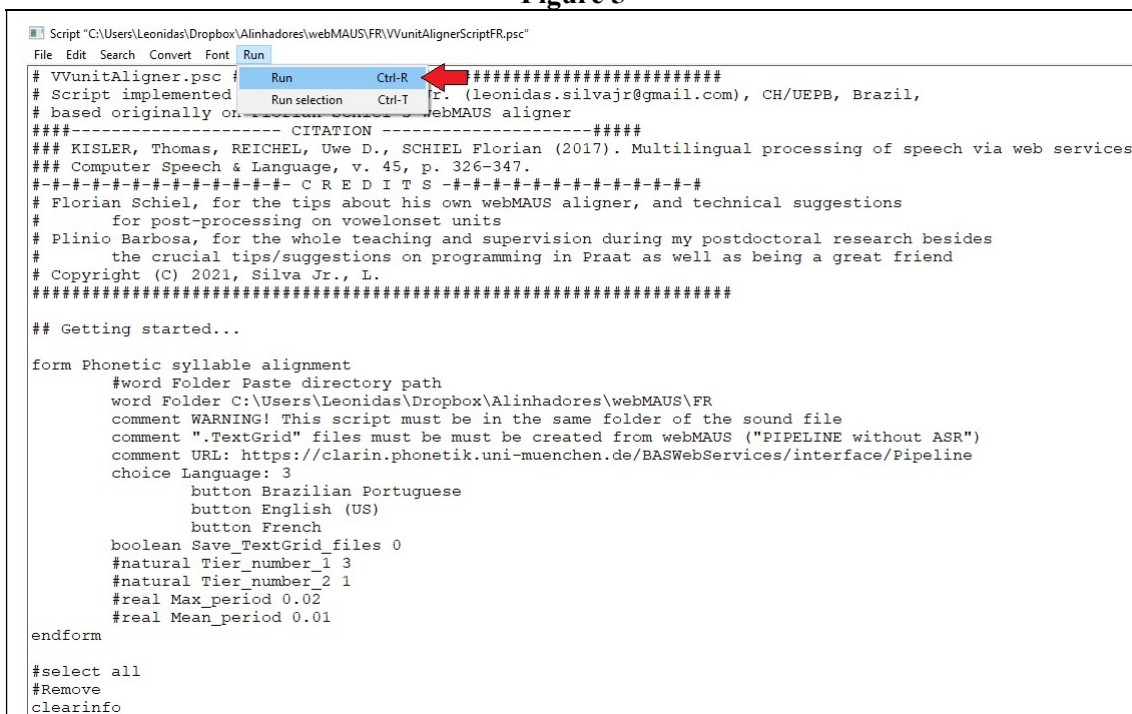 Script "C:\Users\Leonidas\Dropbox\Alinhadores\webMAUS\FR\VVunitAlignerScriptFR.psc"
File Edit Search Convert Font Run
# VVunitAligner.psc # ##########################
Run Ctrl-R
# Script implemented r. (leonidas.silvajr@gmail.com), CH/UEPB, Brazil,
Run selection Ctrl-T
# based originally on webMAUS aligner
####--------------------- CITATION ---------------------#####
### KISLER, Thomas, REICHEL, Uwe D., SCHIEL Florian (2017). Multilingual processing of speech via web services
### Computer Speech & Language, v. 45, p. 326-347.
#-#-#-#-#-#-#-#-#-#-#-#-#- C R E D I T S -#-#-#-#-#-#-#-#-#-#-#-#-#
# Florian Schiel, for the tips about his own webMAUS aligner, and technical suggestions
# for post-processing on vowelonset units
# Plinio Barbosa, for the whole teaching and supervision during my postdoctoral research besides
# the crucial tips/suggestions on programming in Praat as well as being a great friend
# Copyright (C) 2021, Silva Jr., L.
######################################################################
## Getting started...
form Phonetic syllable alignment
#word Folder Paste directory path
word Folder C:\Users\Leonidas\Dropbox\Alinhadores\webMAUS\FR
comment WARNING! This script must be in the same folder of the sound file
comment ".TextGrid" files must be must be created from webMAUS ("PIPELINE without ASR")
comment URL: https://clarin.phonetik.uni-muenchen.de/BASWebServices/interface/Pipeline
choice Language: 3
button Brazilian Portuguese
button English (US)
button French
boolean Save_TextGrid_files 0
#natural Tier_number_1 3
#natural Tier_number_2 1
#real Max_period 0.02
#real Mean_period 0.01
endform
#select all
#Remove
clearinfo